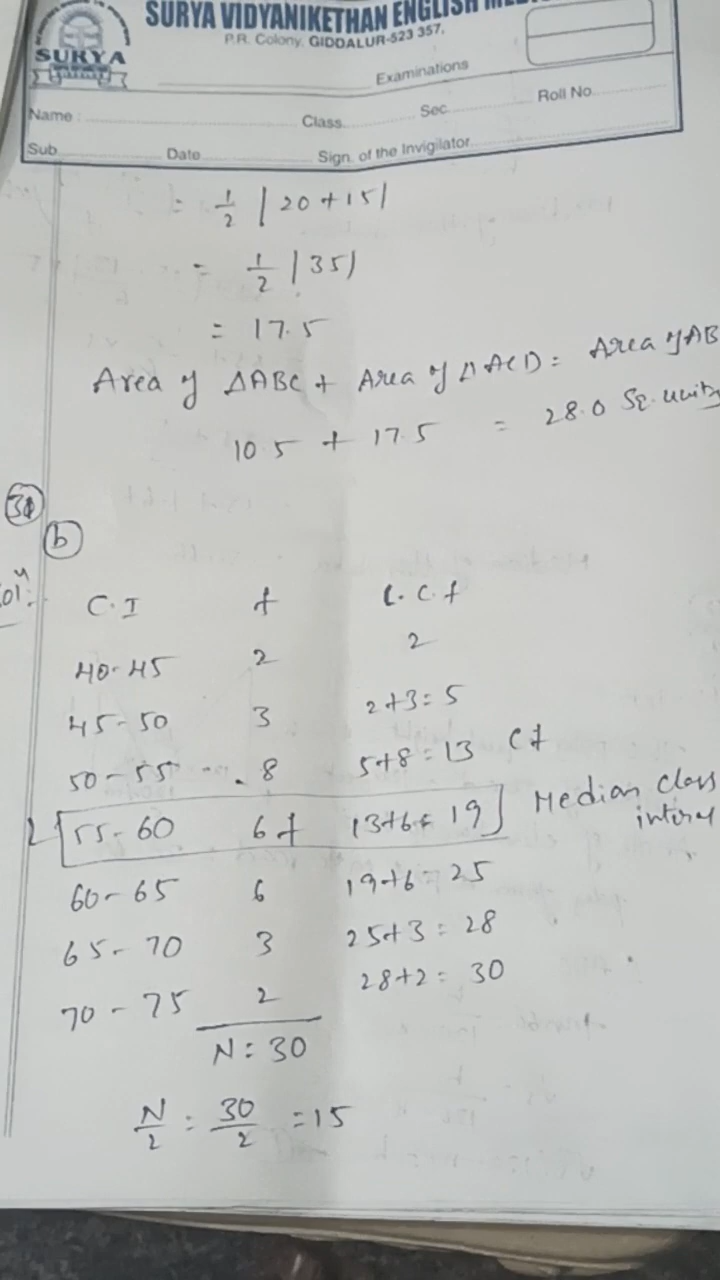 SURYA VIDYANIKETHAN ENGLISH
P.R. Colony, GIDDALUR-523 357.
SURYA
Examinations
Name Class Sec Roll No
Sub Date Sign. of the Invigilator
= 1/2 |20+15|
= 1/2 |35|
= 17.5
Area of ΔABC + Area of ΔACD = Area of AB
10.5 + 17.5 = 28.0 Sq. units
b
C.I f L.C.f
40-45 2 2
45-50 3 2+3=5
50-55 8 5+8=13 Cf
l 55-60 6 f 13+6=19 Median class
interval
60-65 6 19+6=25
65-70 3 25+3=28
70-75 2 28+2=30
N=30
N/2 = 30/2 = 15